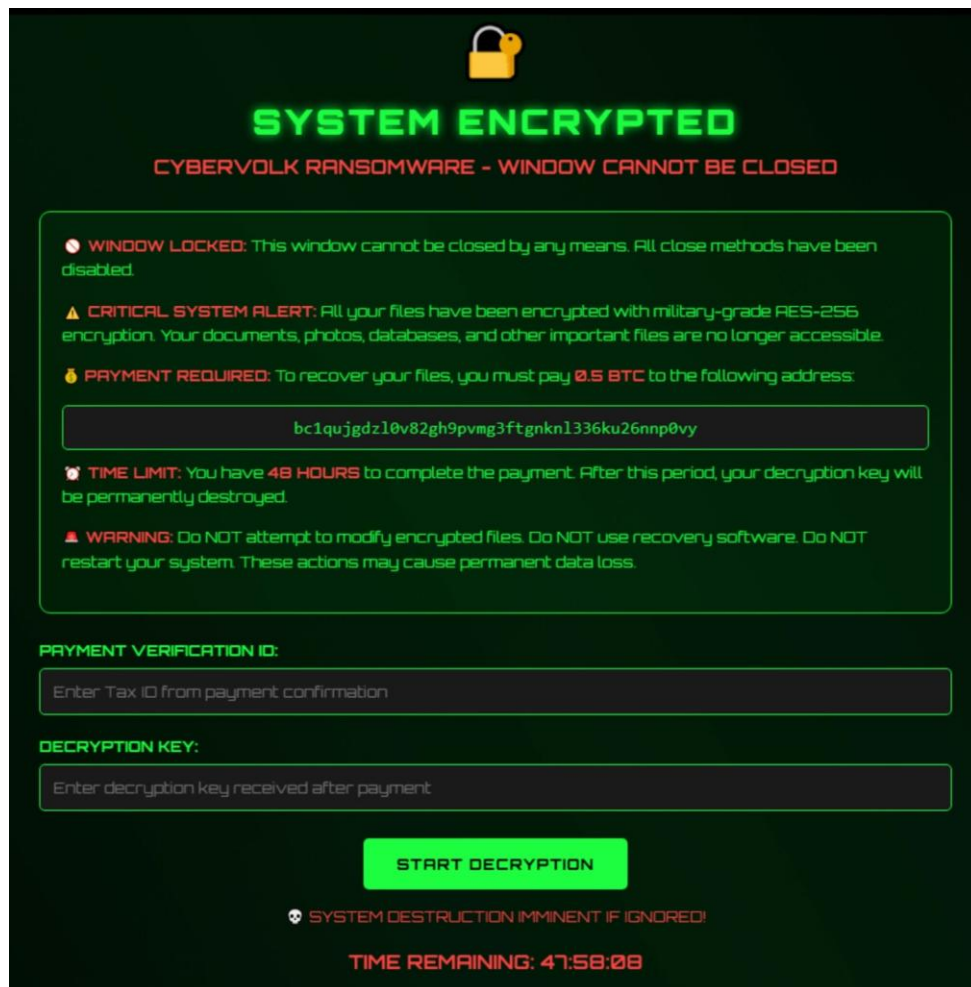 SYSTEM ENCRYPTED
CYBERVOLK RANSOMWARE - WINDOW CANNOT BE CLOSED
WINDOW LOCKED: This window cannot be closed by any means. All close methods have been
disabled.
CRITICAL SYSTEM ALERT: All your files have been encrypted with military-grade AES-256
encryption. Your documents, photos, databases, and other important files are no longer accessible.
PAYMENT REQUIRED: To recover your files, you must pay 0.5 BTC to the following address:
bc1qujgdzl0v82gh9pvmg3ftgnknl336ku26nnp0vy
TIME LIMIT: You have 48 HOURS to complete the payment. After this period, your decryption key will
be permanently destroyed.
WARNING: Do NOT attempt to modify encrypted files. Do NOT use recovery software. Do NOT
restart your system. These actions may cause permanent data loss.
PAYMENT VERIFICATION ID:
Enter Tax ID from payment confirmation
DECRYPTION KEY:
Enter decryption key received after payment
START DECRYPTION
SYSTEM DESTRUCTION IMMINENT IF IGNORED!
TIME REMAINING: 47:58:08